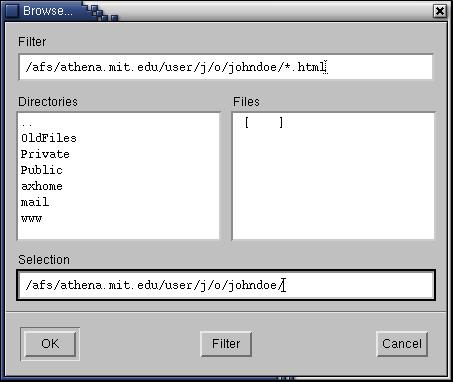 Browse...
Filter
/afs/athena.mit.edu/user/j/o/johndoe/*.html
Directories
Files
..
[    ]
OldFiles
Private
Public
axhome
mail
www
Selection
/afs/athena.mit.edu/user/j/o/johndoe/
OK
Filter
Cancel